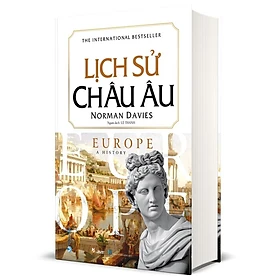 THE INTERNATIONAL BESTSELLER
LỊCH SỬ
CHÂU ÂU
NORMAN DAVIES
EUROPE
A HISTORY